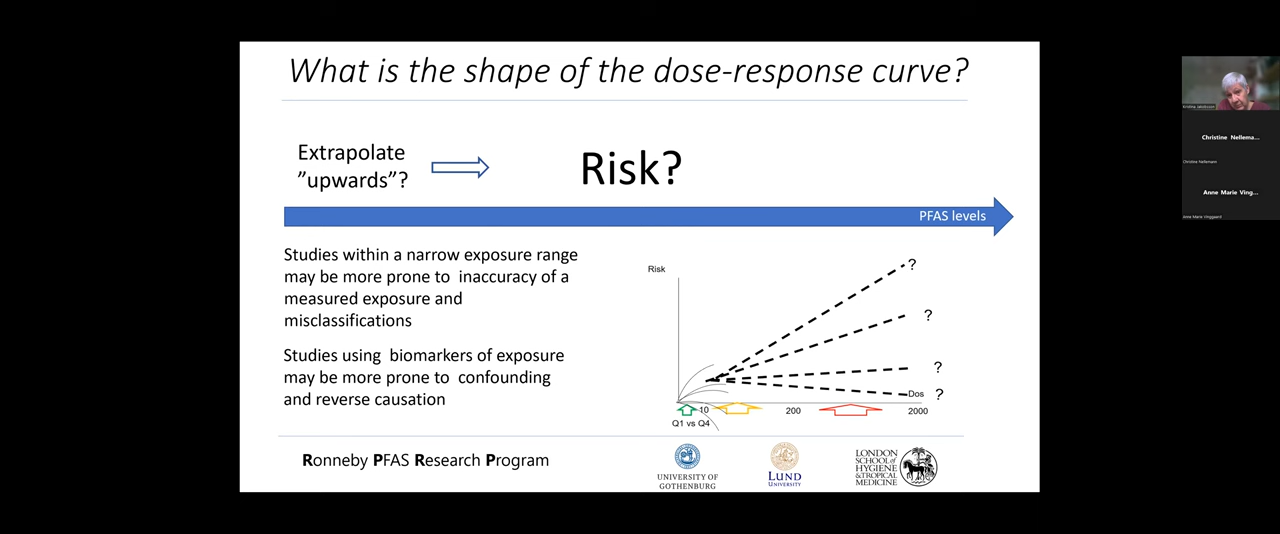 What is the shape of the dose-response curve?
Extrapolate
”upwards”?
Risk?
PFAS levels
Studies within a narrow exposure range
may be more prone to inaccuracy of a
measured exposure and
misclassifications
Studies using biomarkers of exposure
may be more prone to confounding
and reverse causation
Risk
?
?
?
?
Dos
10
200
2000
Q1 vs Q4
Ronneby PFAS Research Program
UNIVERSITY OF
GOTHENBURG
LUND
UNIVERSITY
LONDON
SCHOOL of
HYGIENE
& TROPICAL
MEDICINE
Kristina Jakobsson
Christine Nellema...
Christine Nellemann
Anne Marie Ving...
Anne Marie Vinggaard